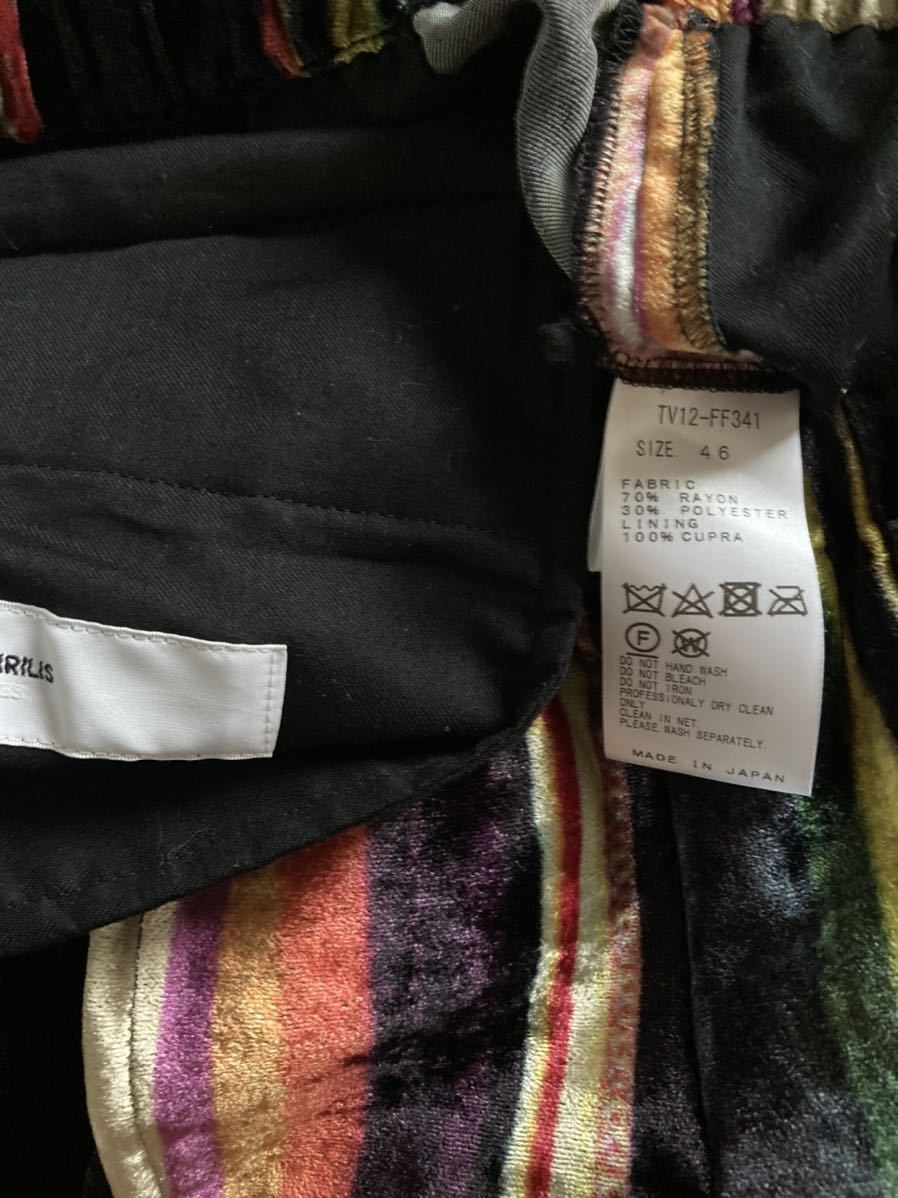 TV12-FF341
SIZE. 46
FABRIC
70% RAYON
30% POLYESTER
LINING
100% CUPRA
F
W
DO NOT HAND WASH
DO NOT BLEACH
DO NOT IRON
PROFESSIONALY DRY CLEAN
ONLY
CLEAN IN NET.
PLEASE.WASH SEPARATELY.
MADE IN JAPAN
IRILIS